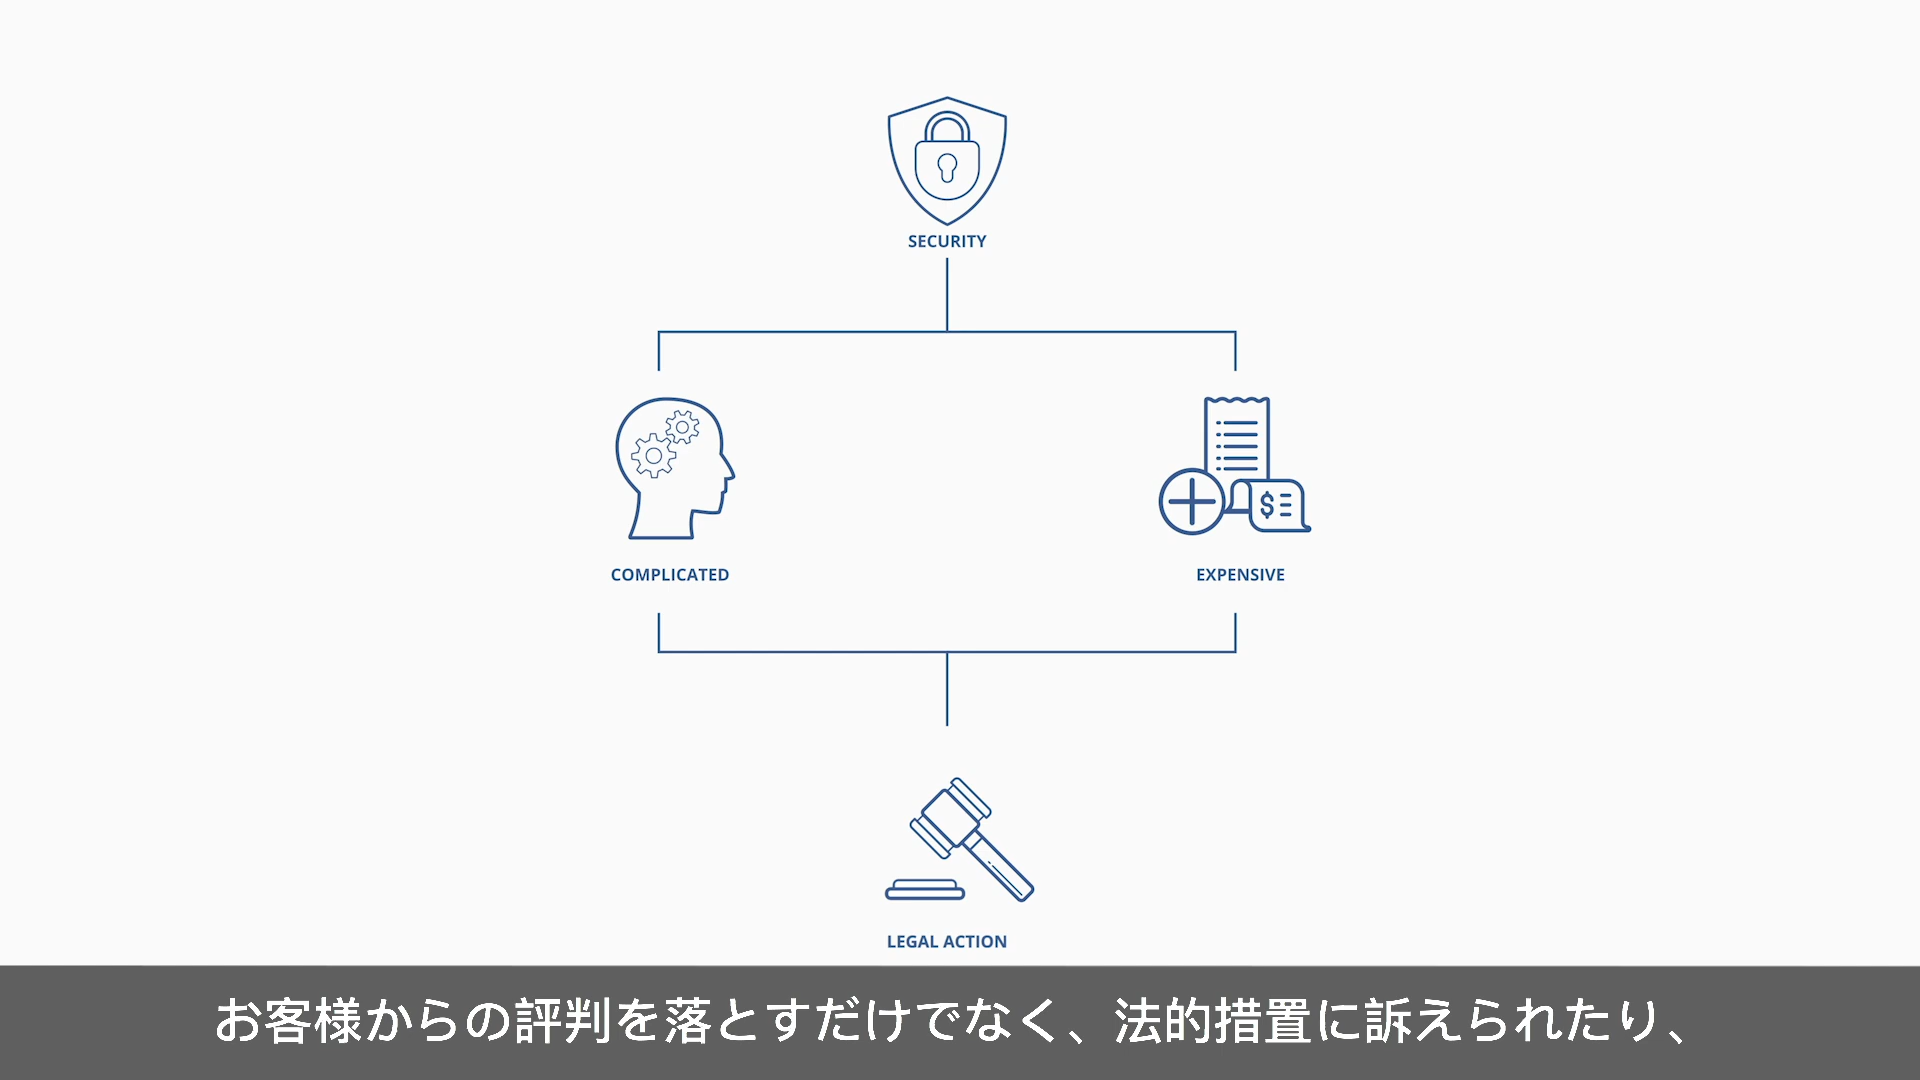 SECURITY
COMPLICATED
EXPENSIVE
$
LEGAL ACTION
お客様からの評判を落とすだけでなく、法的措置に訴えられたり、